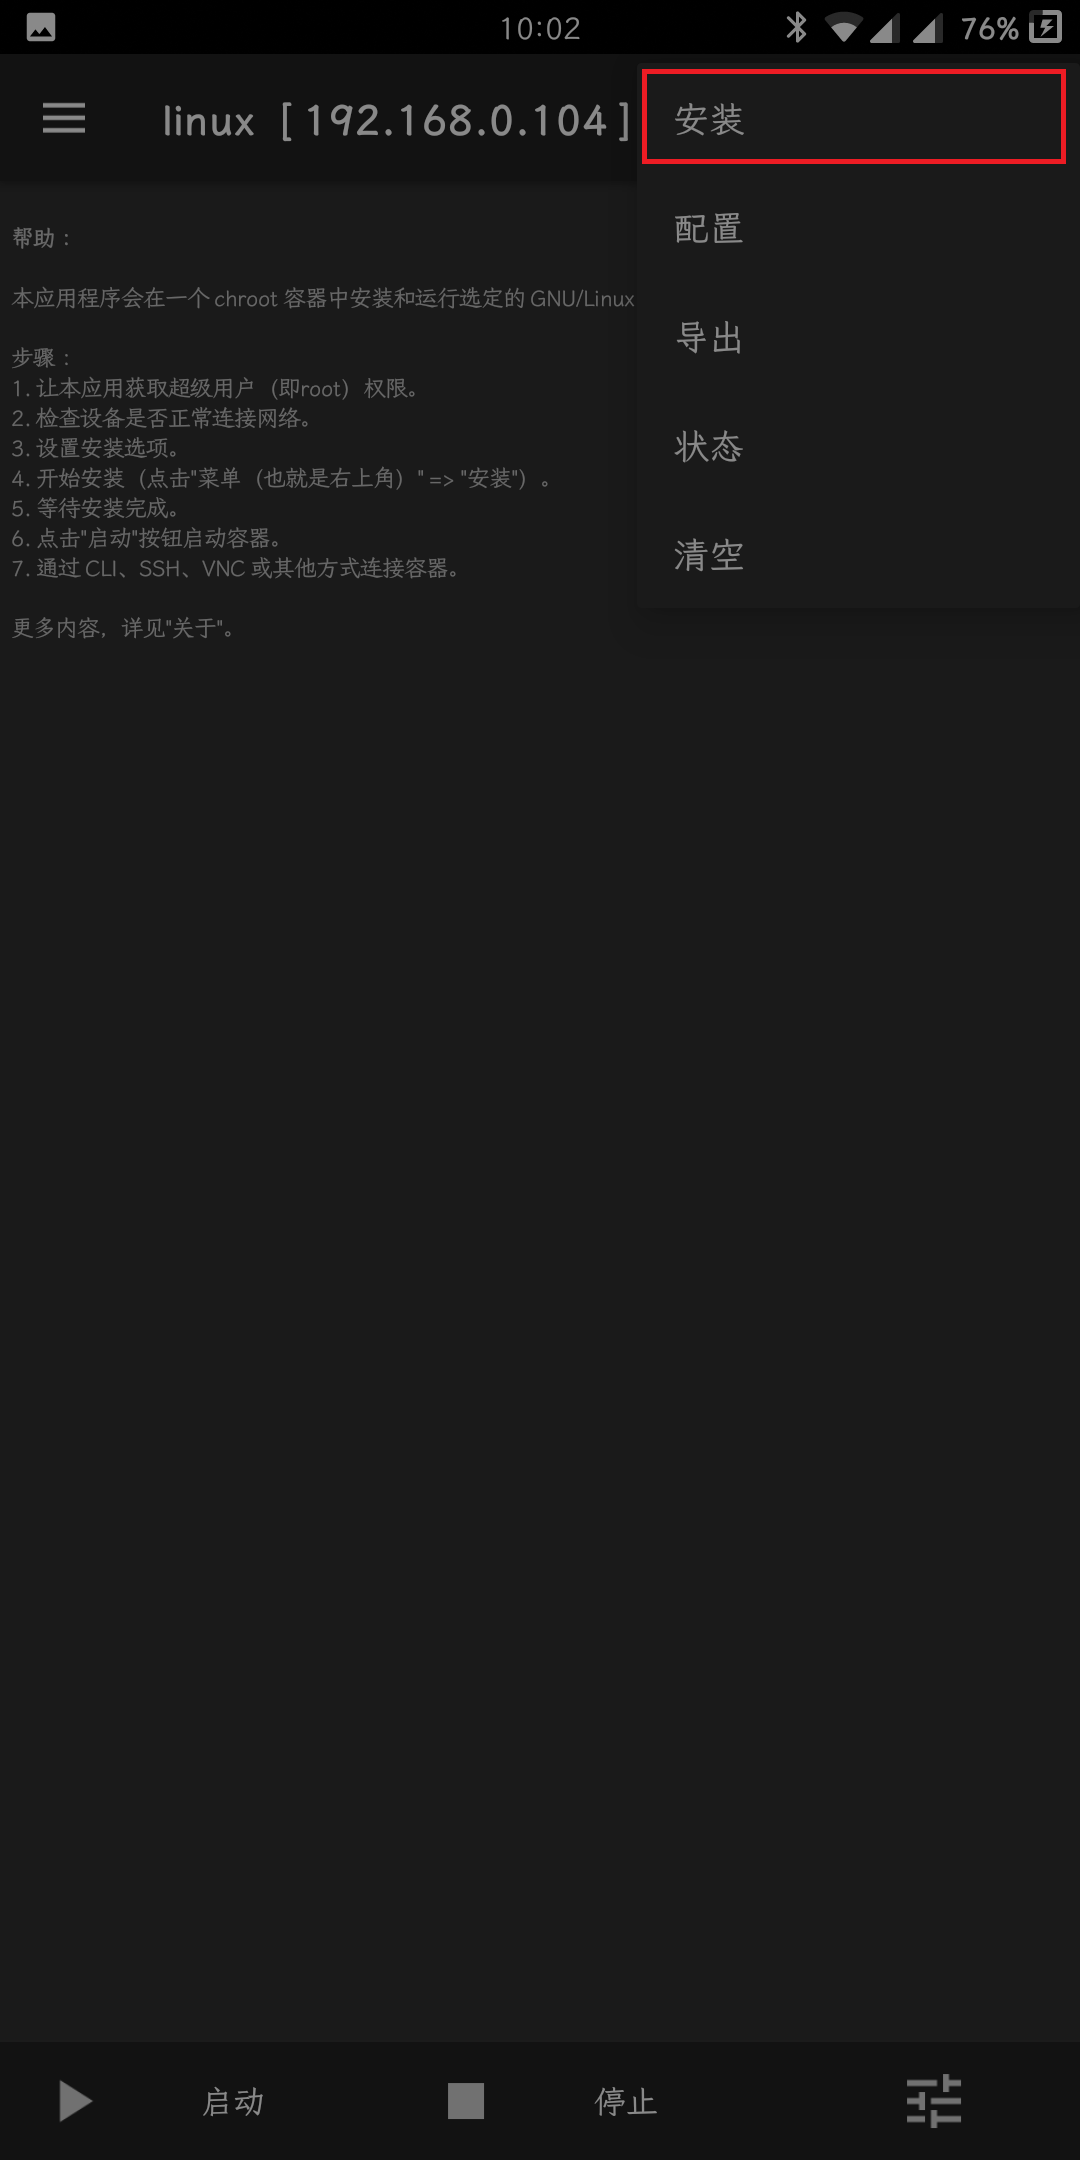 10:02
76%
linux [ 192.168.0.104 ]
安装
配置
导出
状态
清空
帮助：
本应用程序会在一个 chroot 容器中安装和运行选定的 GNU/Linux
步骤：
1. 让本应用获取超级用户（即root）权限。
2. 检查设备是否正常连接网络。
3. 设置安装选项。
4. 开始安装（点击"菜单（也就是右上角）" => "安装"）。
5. 等待安装完成。
6. 点击"启动"按钮启动容器。
7. 通过 CLI、SSH、VNC 或其他方式连接容器。
更多内容，详见"关于"。
启动
停止